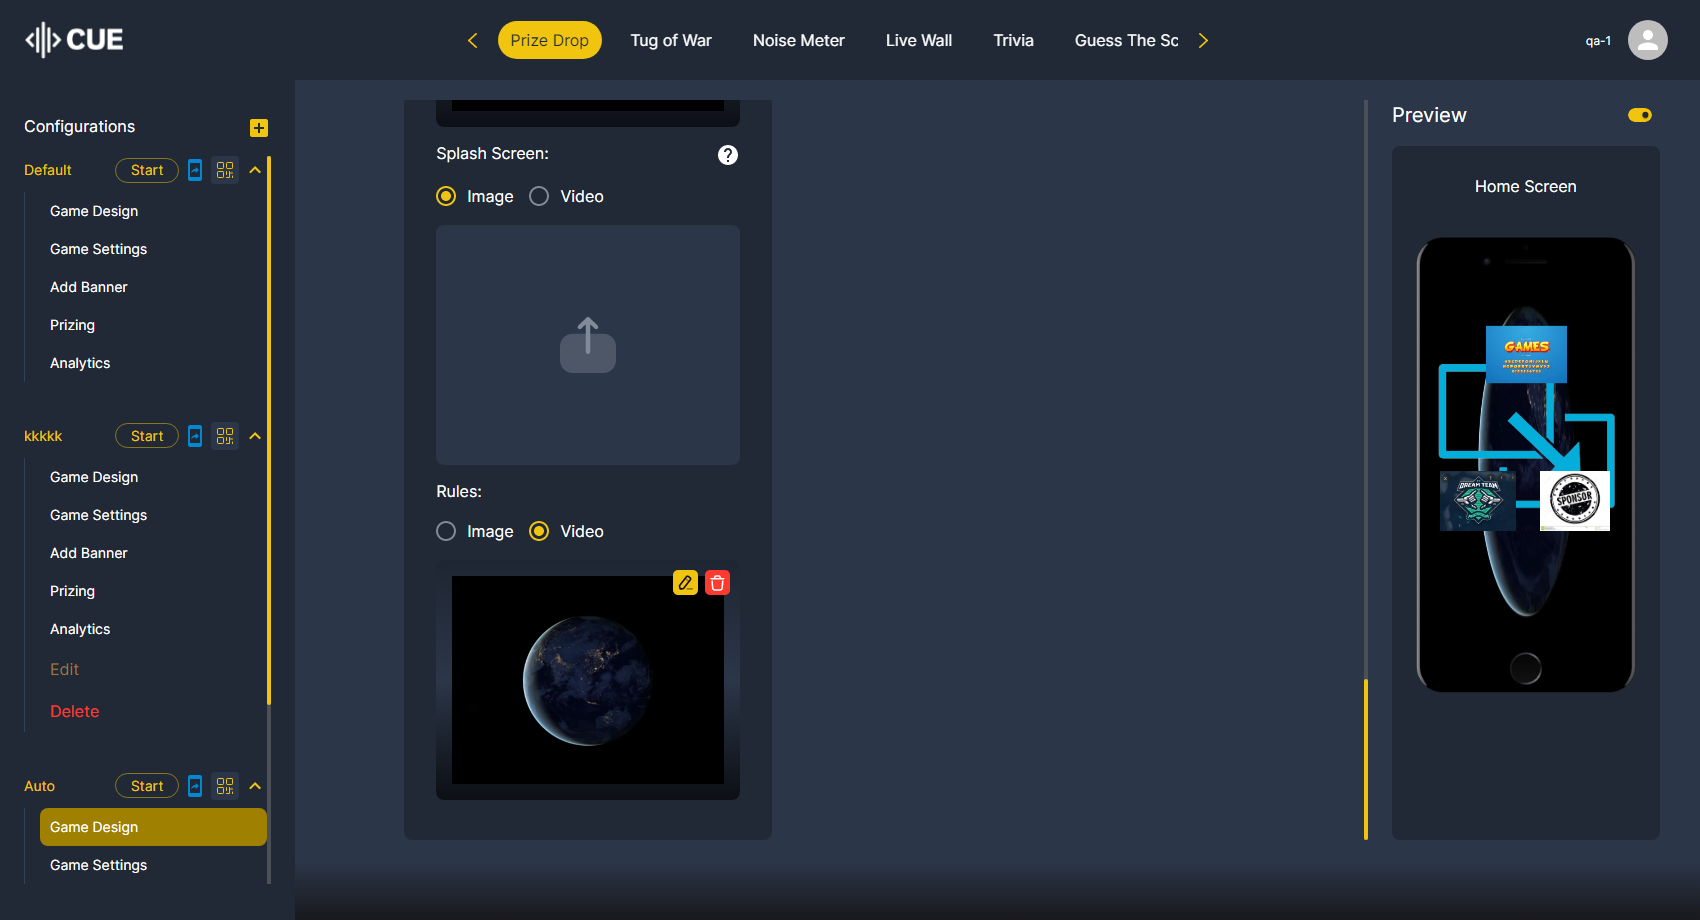 CUE
Prize Drop
Tug of War
Noise Meter
Live Wall
Trivia
Guess The Sc
qa-1
Configurations
Default
Start
Game Design
Game Settings
Add Banner
Prizing
Analytics
kkkkk
Start
Game Design
Game Settings
Add Banner
Prizing
Analytics
Edit
Delete
Auto
Start
Game Design
Game Settings
Splash Screen:
?
Image
Video
Rules:
Image
Video
Preview
Home Screen
GAMES
DREAM TEAM
SPONSOR